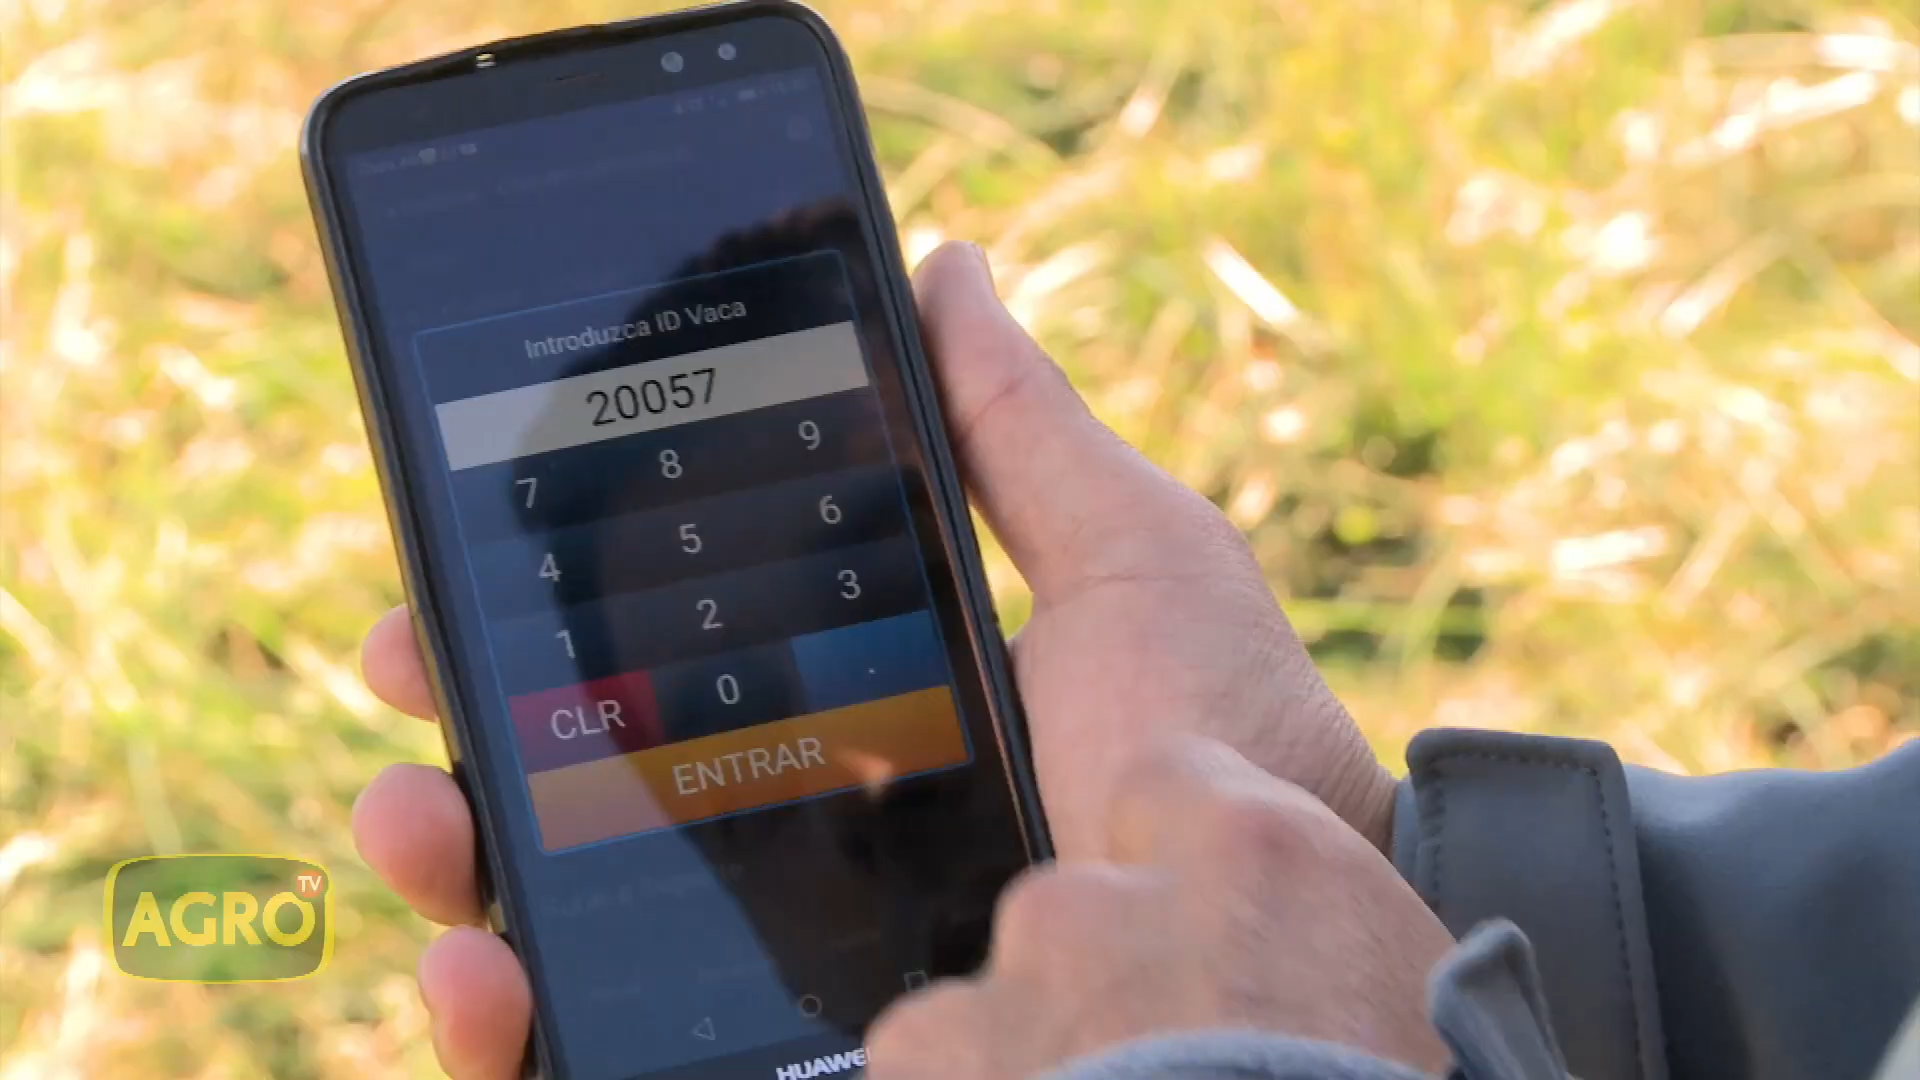 Introduzca ID Vaca
20057
7 8 9
4 5 6
1 2 3
CLR 0 .
ENTRAR
HUAWEI
AGRO TV